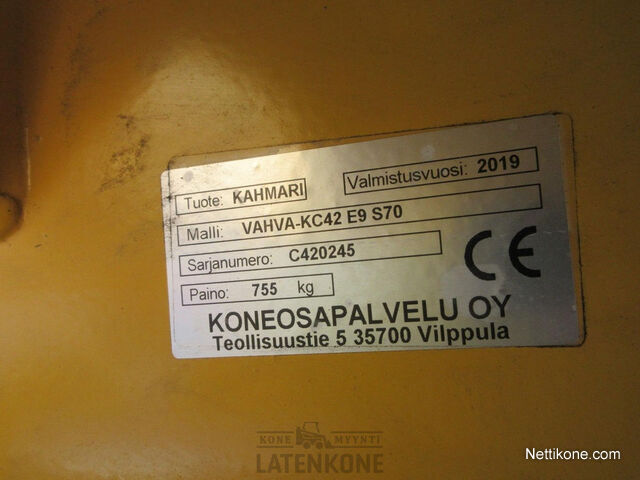 Tuote: KAHMARI Valmistusvuosi: 2019
Malli: VAHVA-KC42 E9 S70
Sarjanumero: C420245
Paino: 755 kg
CE
KONEOSAPALVELU OY
Teollisuustie 5 35700 Vilppula
KONE MYYNTI
LATENKONE
Nettikone.com